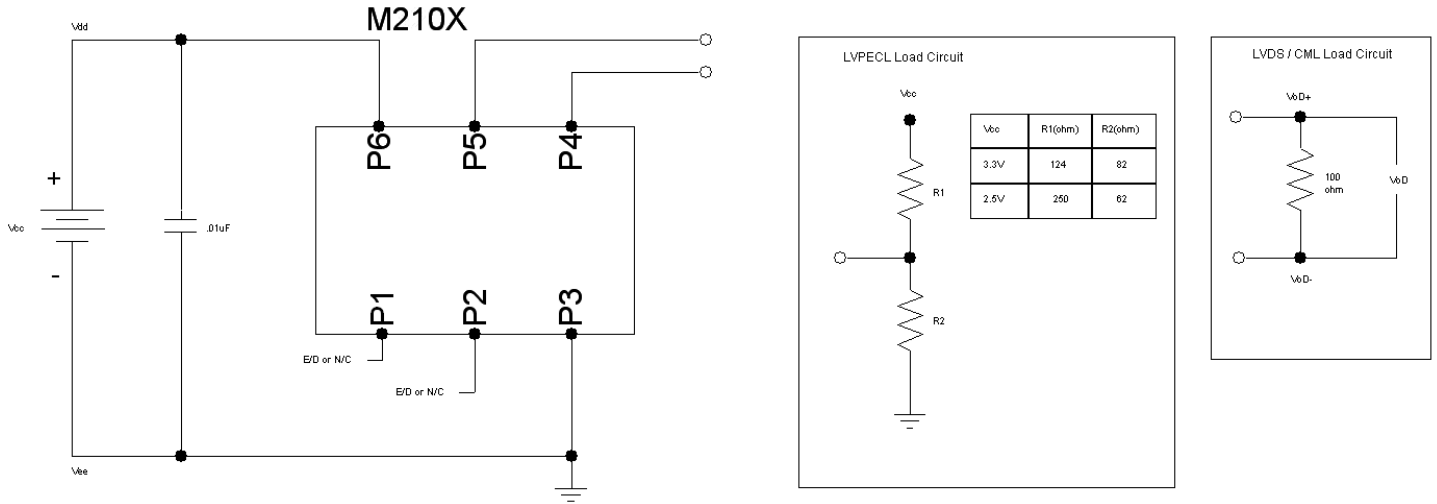 M210X
Vdd
P6
P5
P4
+
Vcc
-
.01uF
P1
P2
P3
E/D or N/C
E/D or N/C
Vee
LVPECL Load Circuit
Vcc
R1
R2
Vcc R1(ohm) R2(ohm)
3.3V 124 82
2.5V 250 62
LVDS / CML Load Circuit
VoD+
100
ohm
VoD
VoD-